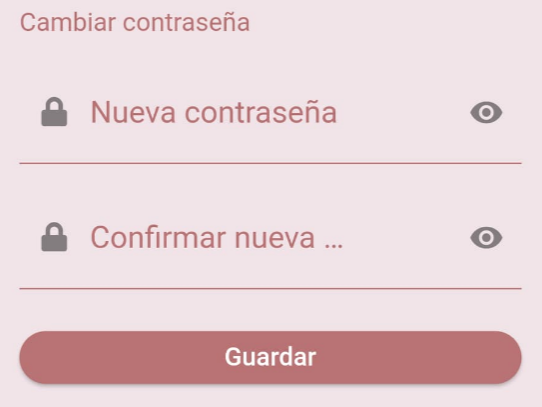 Cambiar contraseña
Nueva contraseña
Confirmar nueva ...
Guardar